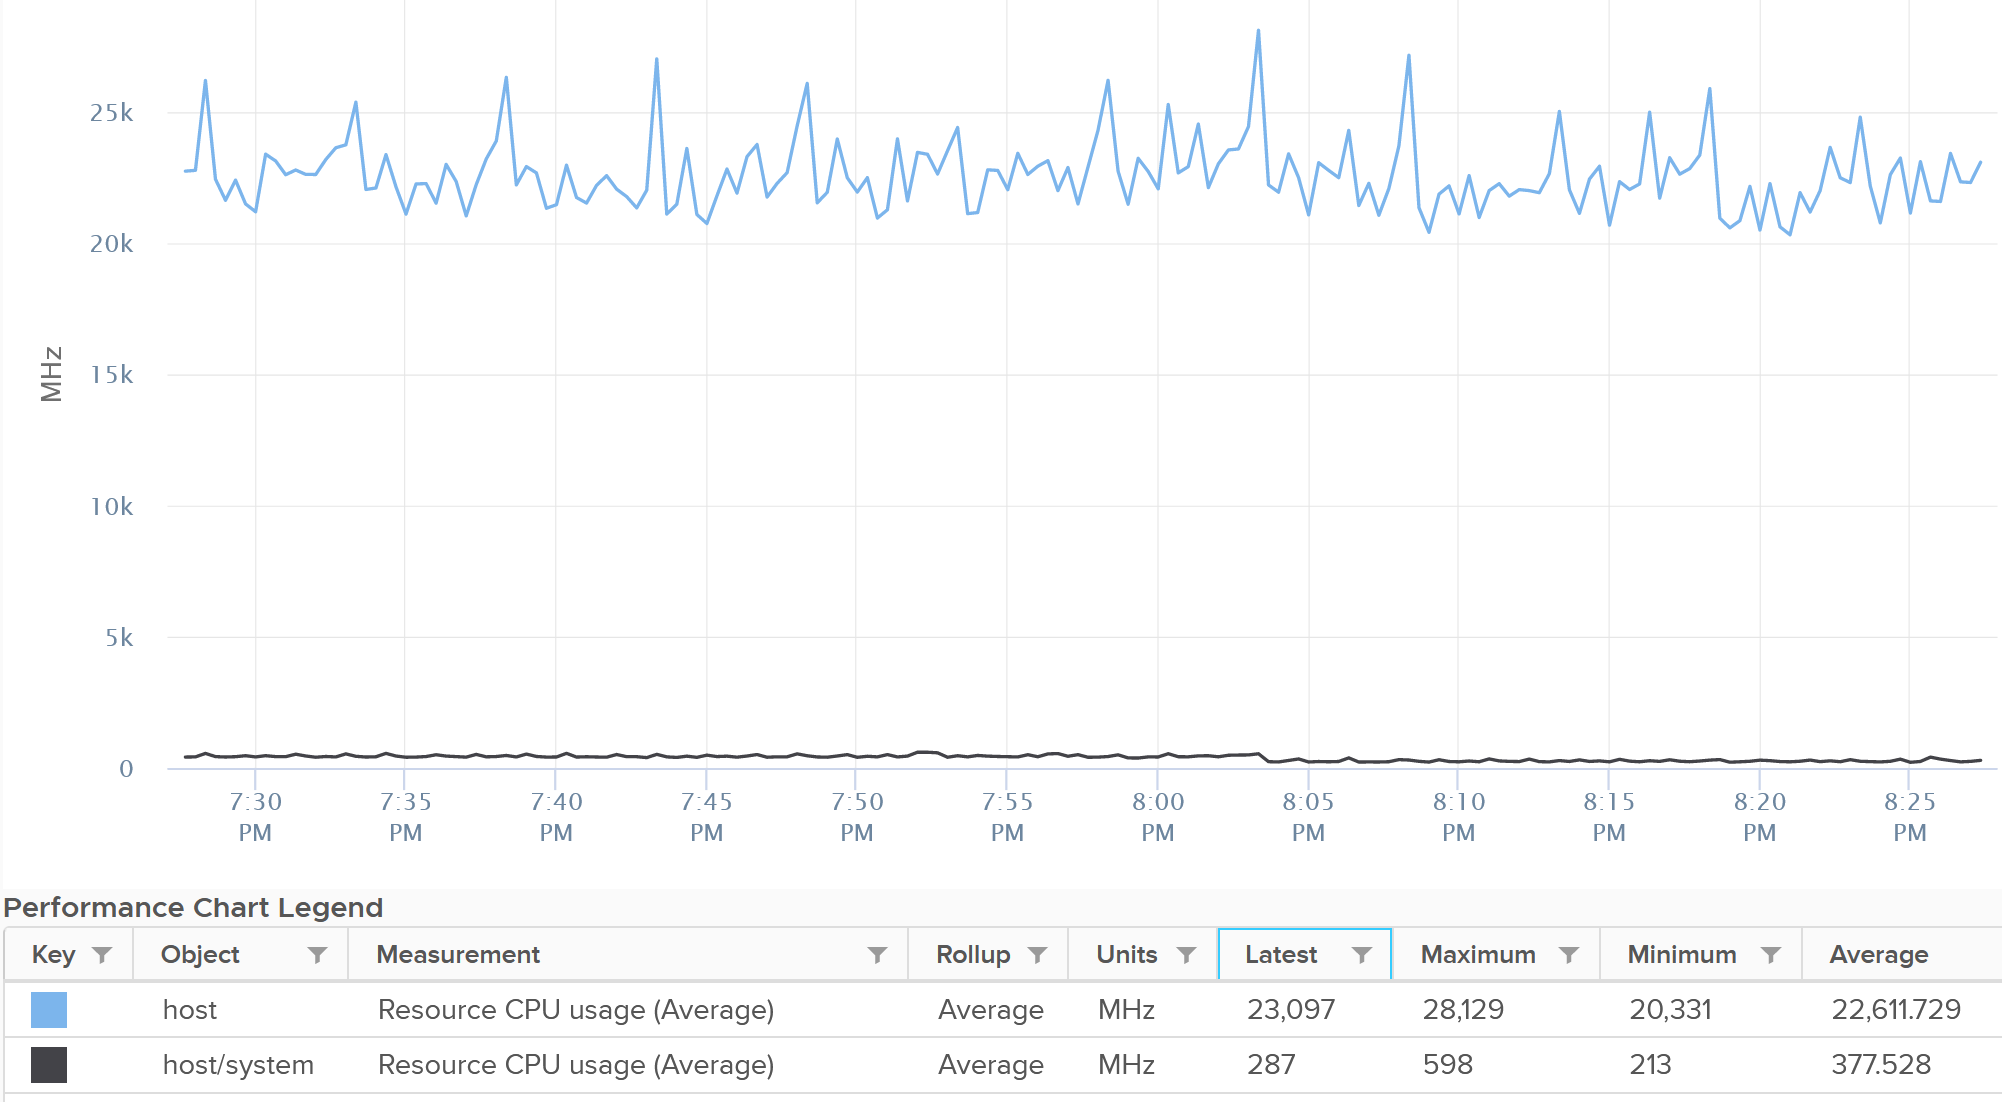 25k
20k
15k
10k
5k
0
MHz
7:30 PM
7:35 PM
7:40 PM
7:45 PM
7:50 PM
7:55 PM
8:00 PM
8:05 PM
8:10 PM
8:15 PM
8:20 PM
8:25 PM
Performance Chart Legend
Key Object Measurement Rollup Units Latest Maximum Minimum Average
host Resource CPU usage (Average) Average MHz 23,097 28,129 20,331 22,611.729
host/system Resource CPU usage (Average) Average MHz 287 598 213 377.528